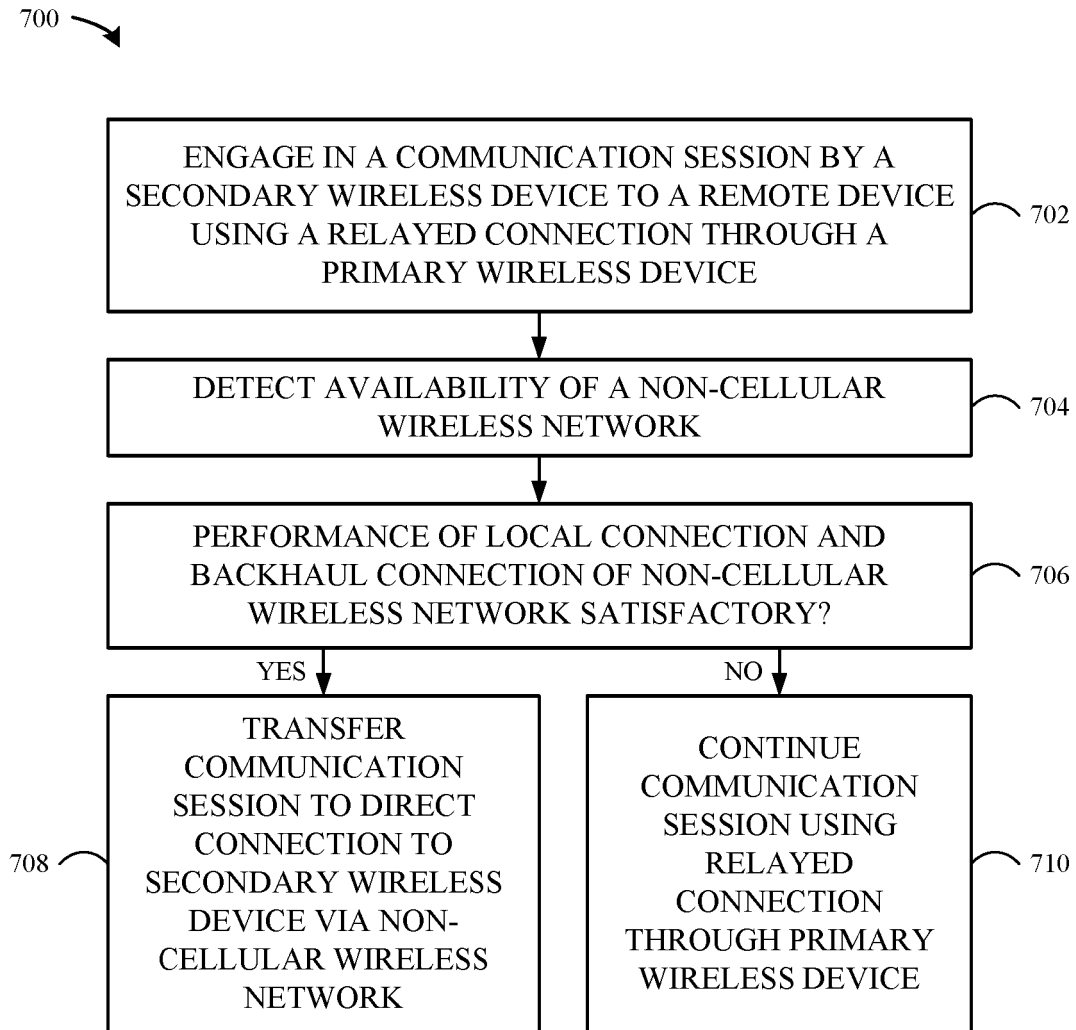 700
ENGAGE IN A COMMUNICATION SESSION BY A
SECONDARY WIRELESS DEVICE TO A REMOTE DEVICE
USING A RELAYED CONNECTION THROUGH A
PRIMARY WIRELESS DEVICE
702
DETECT AVAILABILITY OF A NON-CELLULAR
WIRELESS NETWORK
704
PERFORMANCE OF LOCAL CONNECTION AND
BACKHAUL CONNECTION OF NON-CELLULAR
WIRELESS NETWORK SATISFACTORY?
706
YES
NO
TRANSFER
COMMUNICATION
SESSION TO DIRECT
CONNECTION TO
SECONDARY WIRELESS
DEVICE VIA NON-
CELLULAR WIRELESS
NETWORK
708
CONTINUE
COMMUNICATION
SESSION USING
RELAYED
CONNECTION
THROUGH PRIMARY
WIRELESS DEVICE
710